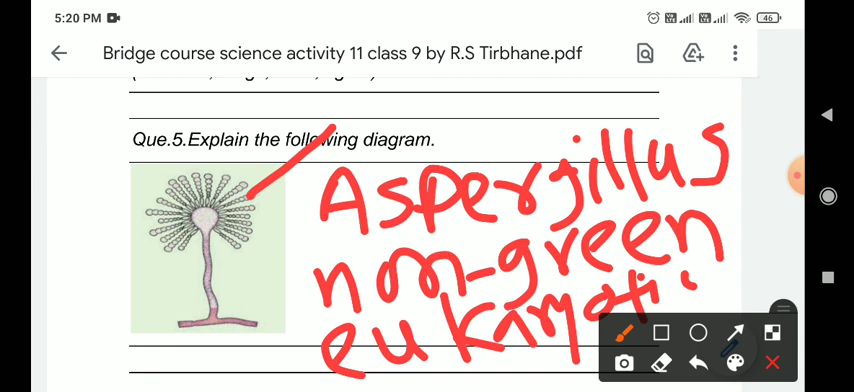 5:20 PM
46
Bridge course science activity 11 class 9 by R.S Tirbhane.pdf
Que.5.Explain the following diagram.
Aspergillus
non-green
eukaryotic